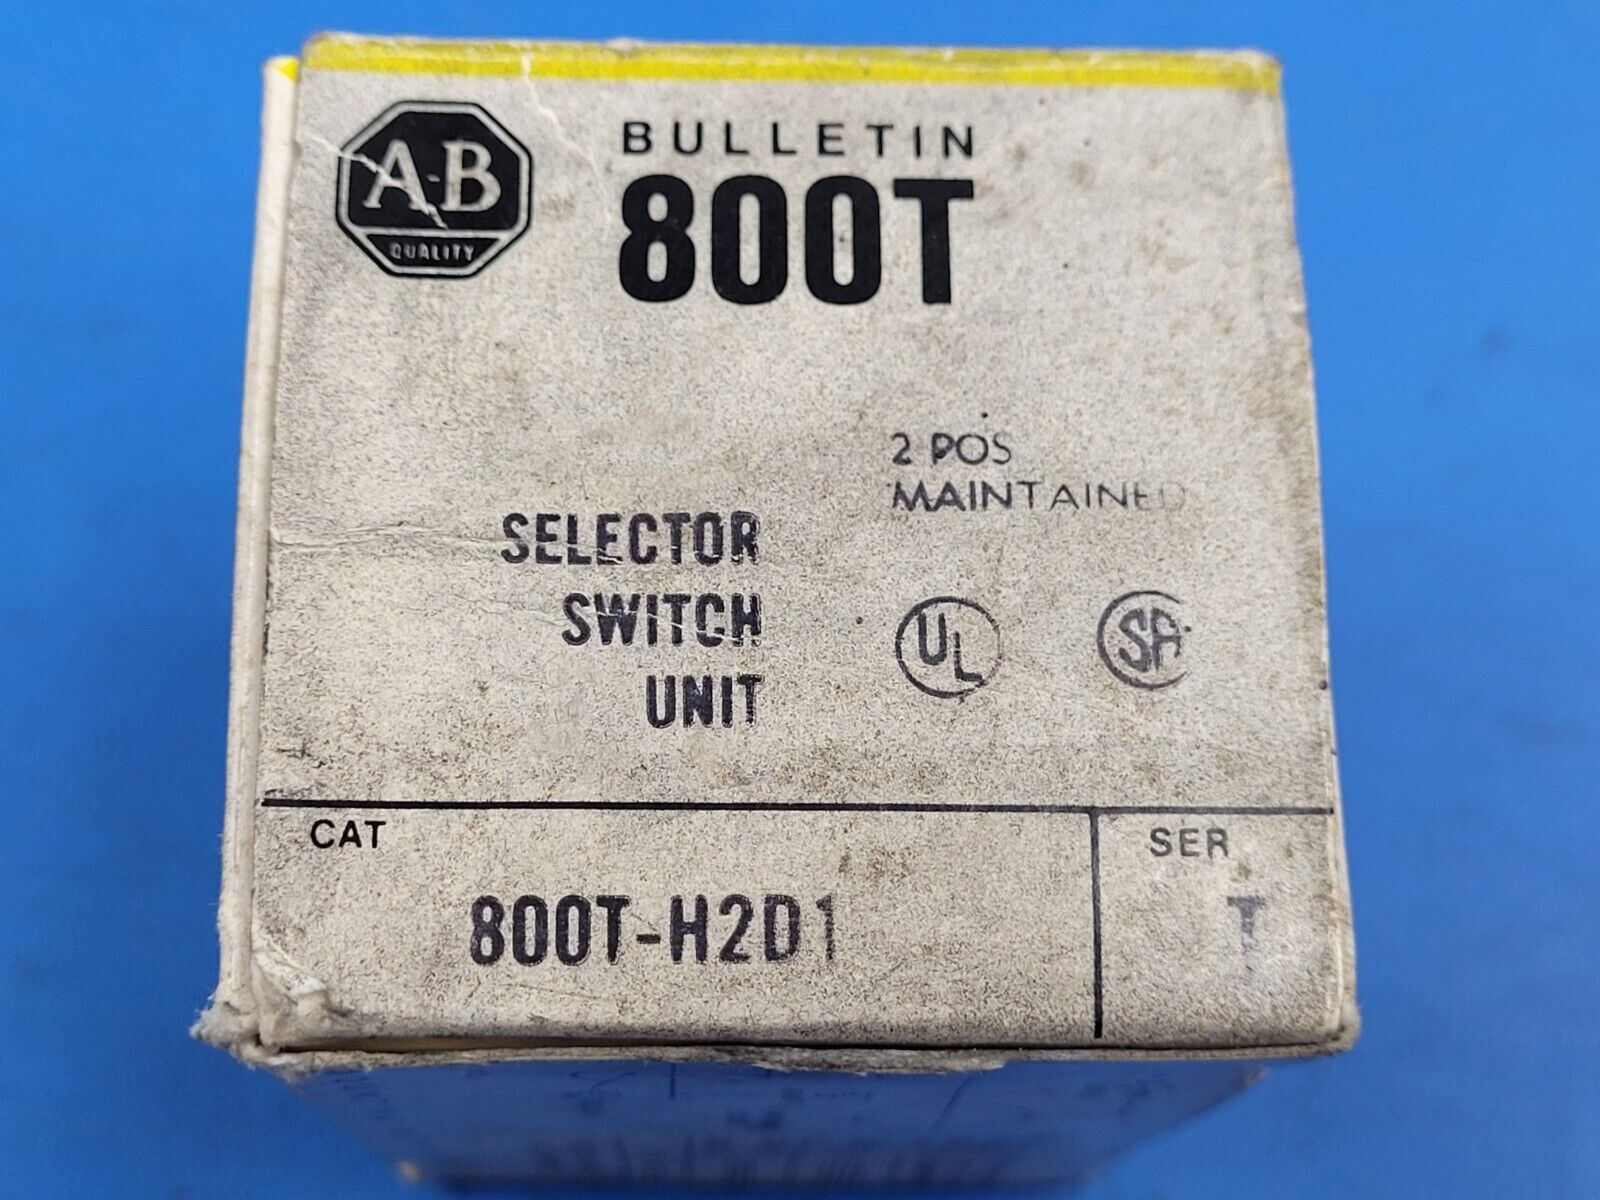 A-B
QUALITY
BULLETIN
800T
2 POS
MAINTAINED
SELECTOR
SWITCH
UNIT
UL
SA
CAT
SER
800T-H2D1
T